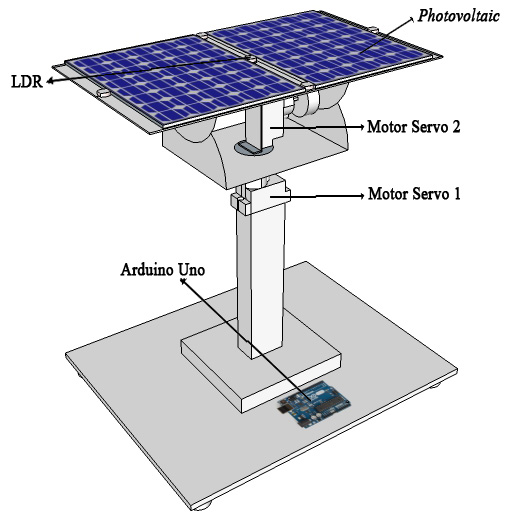 Photovoltaic
LDR
Motor Servo 2
Motor Servo 1
Arduino Uno